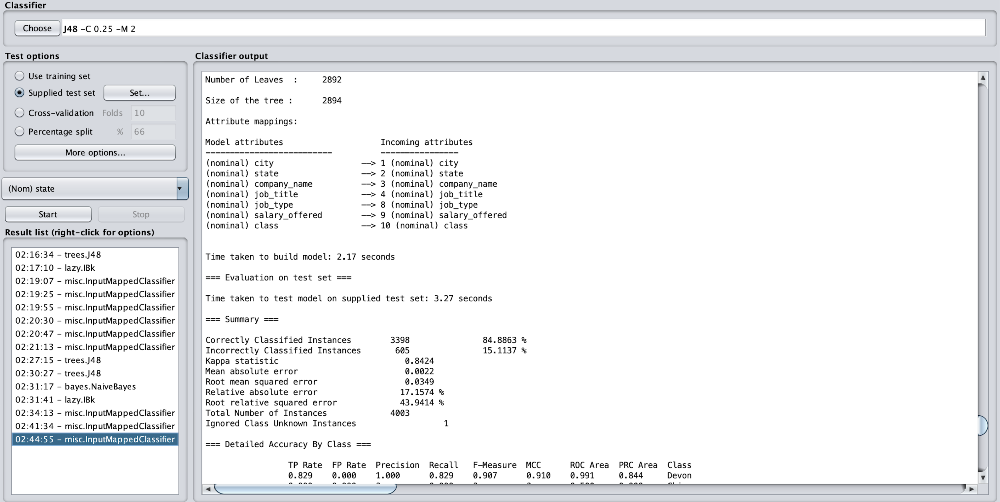 Classifier
Choose J48 -C 0.25 -M 2
Test options
Use training set
Supplied test set Set...
Cross-validation Folds 10
Percentage split % 66
More options...
(Nom) state
Start Stop
Result list (right-click for options)
02:16:34 - trees.J48
02:17:10 - lazy.IBk
02:19:07 - misc.InputMappedClassifier
02:19:25 - misc.InputMappedClassifier
02:19:55 - misc.InputMappedClassifier
02:20:30 - misc.InputMappedClassifier
02:20:47 - misc.InputMappedClassifier
02:21:13 - misc.InputMappedClassifier
02:27:15 - trees.J48
02:30:27 - trees.J48
02:31:17 - bayes.NaiveBayes
02:31:41 - lazy.IBk
02:34:13 - misc.InputMappedClassifier
02:41:34 - misc.InputMappedClassifier
02:44:55 - misc.InputMappedClassifier
Classifier output
Number of Leaves : 2892
Size of the tree : 2894
Attribute mappings:
Model attributes Incoming attributes
-------------------------- ----------------
(nominal) city --> 1 (nominal) city
(nominal) state --> 2 (nominal) state
(nominal) company_name --> 3 (nominal) company_name
(nominal) job_title --> 4 (nominal) job_title
(nominal) job_type --> 8 (nominal) job_type
(nominal) salary_offered --> 9 (nominal) salary_offered
(nominal) class --> 10 (nominal) class
Time taken to build model: 2.17 seconds
=== Evaluation on test set ===
Time taken to test model on supplied test set: 3.27 seconds
=== Summary ===
Correctly Classified Instances 3398 84.8863 %
Incorrectly Classified Instances 605 15.1137 %
Kappa statistic 0.8424
Mean absolute error 0.0022
Root mean squared error 0.0349
Relative absolute error 17.1574 %
Root relative squared error 43.9414 %
Total Number of Instances 4003
Ignored Class Unknown Instances 1
=== Detailed Accuracy By Class ===
TP Rate FP Rate Precision Recall F-Measure MCC ROC Area PRC Area Class
0.829 0.000 1.000 0.829 0.907 0.910 0.991 0.844 Devon